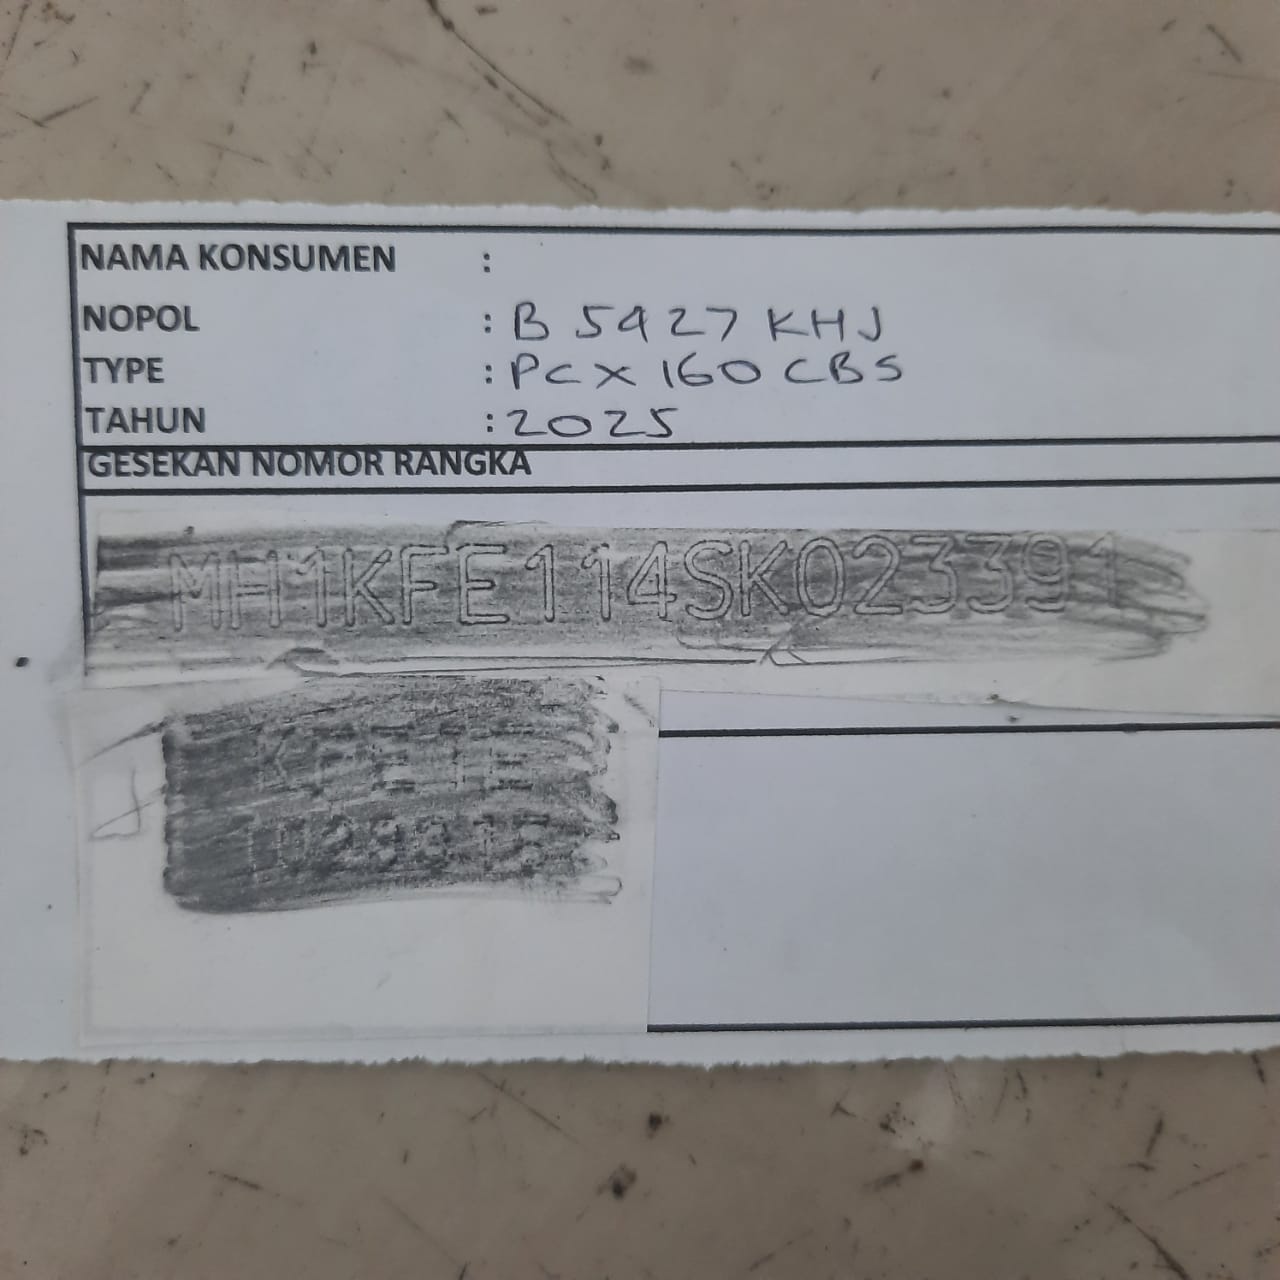 NAMA KONSUMEN :
NOPOL : B 5427 KHJ
TYPE : PCX 160 CBS
TAHUN : 2025
GESEKAN NOMOR RANGKA
MH1KFE114SK023391